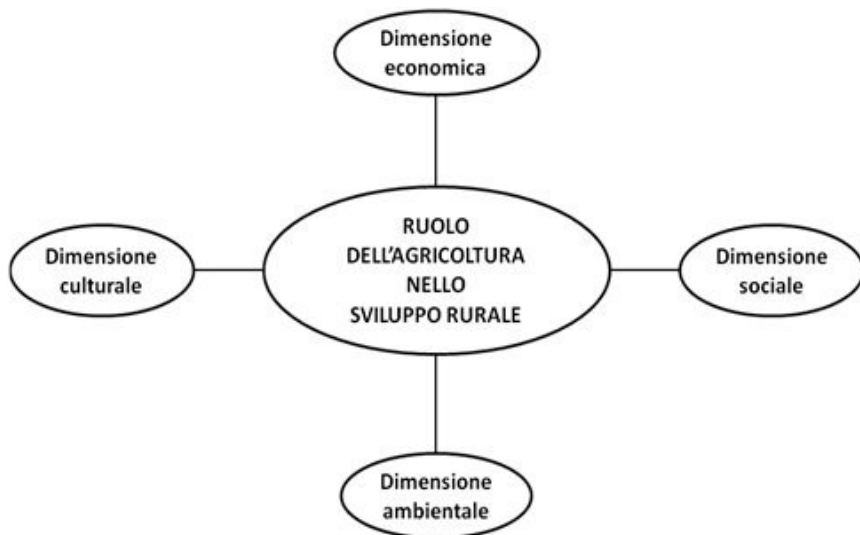 Dimensione
economica
Dimensione
culturale
RUOLO
DELL'AGRICOLTURA
NELLO
SVILUPPO RURALE
Dimensione
sociale
Dimensione
ambientale